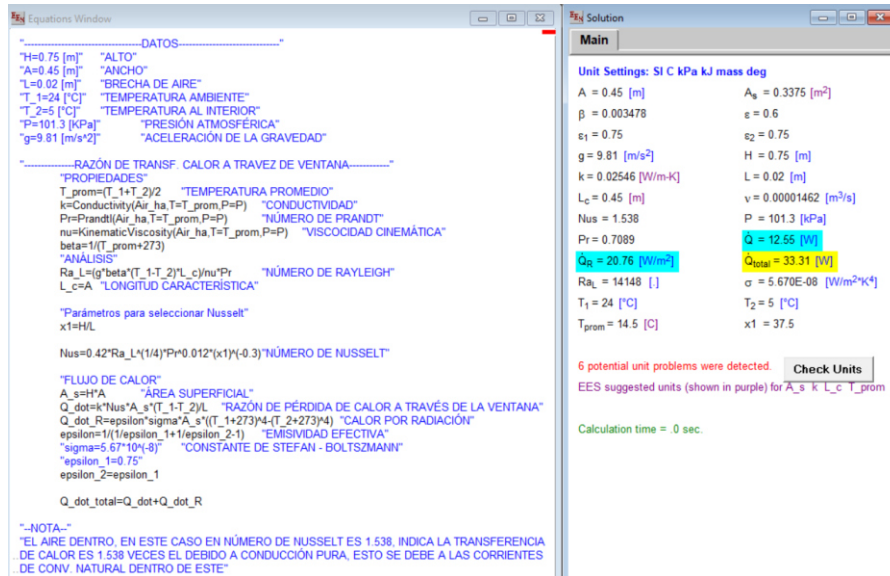 Equations Window
"-----------------------------------DATOS------------------------------"
"H=0.75 [m]" "ALTO"
"A=0.45 [m]" "ANCHO"
"L=0.02 [m]" "BRECHA DE AIRE"
"T_1=24 [°C]" "TEMPERATURA AMBIENTE"
"T_2=5 [°C]" "TEMPERATURA AL INTERIOR"
"P=101.3 [KPa]" "PRESIÓN ATMOSFÉRICA"
"g=9.81 [m/s^2]" "ACELERACIÓN DE LA GRAVEDAD"
"---------------RAZÓN DE TRANSF. CALOR A TRAVEZ DE VENTANA------------"
"PROPIEDADES"
T_prom=(T_1+T_2)/2 "TEMPERATURA PROMEDIO"
k=Conductivity(Air_ha,T=T_prom,P=P) "CONDUCTIVIDAD"
Pr=Prandtl(Air_ha,T=T_prom,P=P) "NÚMERO DE PRANDT"
nu=KinematicViscosity(Air_ha,T=T_prom,P=P) "VISCOCIDAD CINEMÁTICA"
beta=1/(T_prom+273)
"ANÁLISIS"
Ra_L=(g*beta*(T_1-T_2)*L_c)/nu*Pr "NÚMERO DE RAYLEIGH"
L_c=A "LONGITUD CARACTERÍSTICA"
"Parámetros para seleccionar Nusselt"
x1=H/L
Nus=0.42*Ra_L^(1/4)*Pr^0.012*(x1)^(-0.3) "NÚMERO DE NUSSELT"
"FLUJO DE CALOR"
A_s=H*A "ÁREA SUPERFICIAL"
Q_dot=k*Nus*A_s*(T_1-T_2)/L "RAZÓN DE PÉRDIDA DE CALOR A TRAVÉS DE LA VENTANA"
Q_dot_R=epsilon*sigma*A_s*((T_1+273)^4-(T_2+273)^4) "CALOR POR RADIACIÓN"
epsilon=1/(1/epsilon_1+1/epsilon_2-1) "EMISIVIDAD EFECTIVA"
"sigma=5.67*10^(-8)" "CONSTANTE DE STEFAN - BOLTSZMANN"
"epsilon_1=0.75"
epsilon_2=epsilon_1
Q_dot_total=Q_dot+Q_dot_R
"--NOTA--"
"EL AIRE DENTRO, EN ESTE CASO EN NÚMERO DE NUSSELT ES 1.538, INDICA LA TRANSFERENCIA
DE CALOR ES 1.538 VECES EL DEBIDO A CONDUCCIÓN PURA, ESTO SE DEBE A LAS CORRIENTES
DE CONV. NATURAL DENTRO DE ESTE"
Solution
Main
Unit Settings: SI C kPa kJ mass deg
A = 0.45 [m] A_s = 0.3375 [m²]
β = 0.003478 ε = 0.6
ε₁ = 0.75 ε₂ = 0.75
g = 9.81 [m/s²] H = 0.75 [m]
k = 0.02546 [W/m-K] L = 0.02 [m]
L_c = 0.45 [m] ν = 0.00001462 [m³/s]
Nus = 1.538 P = 101.3 [kPa]
Pr = 0.7089 Q̇ = 12.55 [W]
Q̇_R = 20.76 [W/m²] Q̇_total = 33.31 [W]
Ra_L = 14148 [.] σ = 5.670E-08 [W/m²*K⁴]
T₁ = 24 [°C] T₂ = 5 [°C]
T_prom = 14.5 [C] x1 = 37.5
6 potential unit problems were detected. Check Units
EES suggested units (shown in purple) for A_s k L_c T_prom
Calculation time = .0 sec.